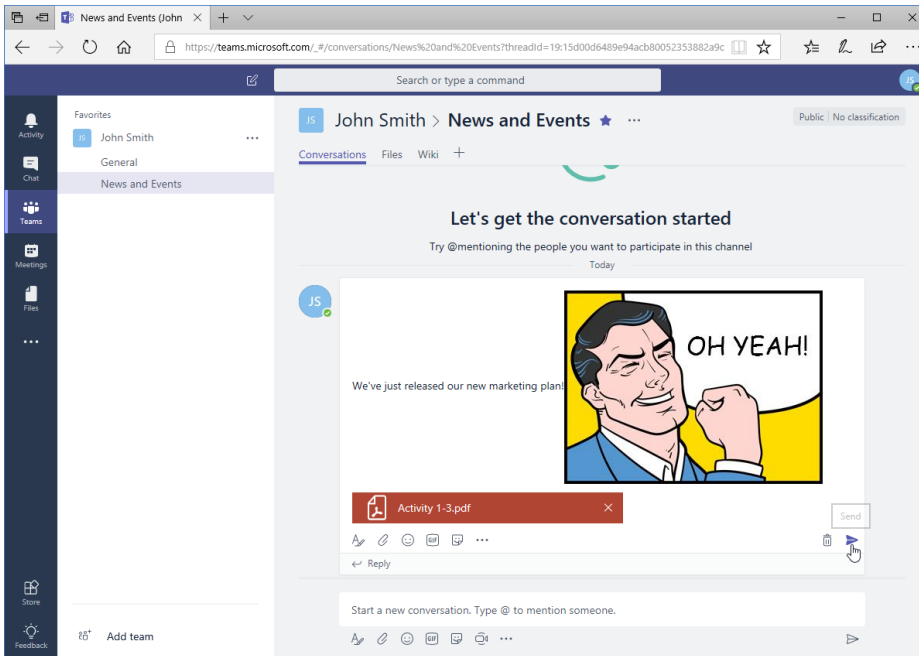 News and Events (John
https://teams.microsoft.com/_#/conversations/News%20and%20Events?threadId=19:15d00d6489e94acb80052353882a9c
Search or type a command
JS
Activity
Chat
Teams
Meetings
Files
Store
Feedback
Favorites
JS John Smith
General
News and Events
Add team
JS John Smith > News and Events
Public | No classification
Conversations Files Wiki
Let's get the conversation started
Try @mentioning the people you want to participate in this channel
Today
JS
We've just released our new marketing plan!
OH YEAH!
Activity 1-3.pdf
GIF
Send
Reply
Start a new conversation. Type @ to mention someone.
GIF